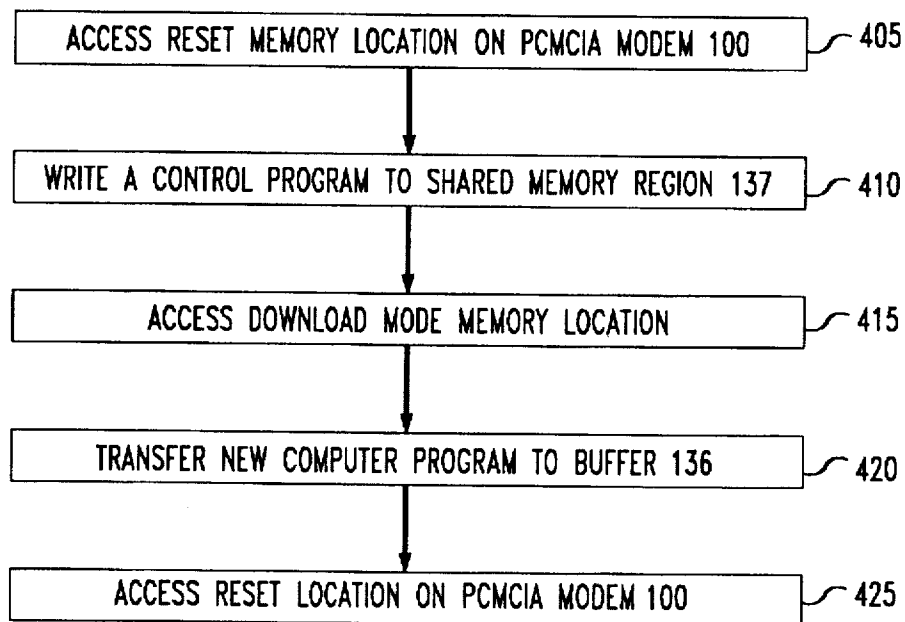 ACCESS RESET MEMORY LOCATION ON PCMCIA MODEM 100
405
WRITE A CONTROL PROGRAM TO SHARED MEMORY REGION 137
410
ACCESS DOWNLOAD MODE MEMORY LOCATION
415
TRANSFER NEW COMPUTER PROGRAM TO BUFFER 136
420
ACCESS RESET LOCATION ON PCMCIA MODEM 100
425